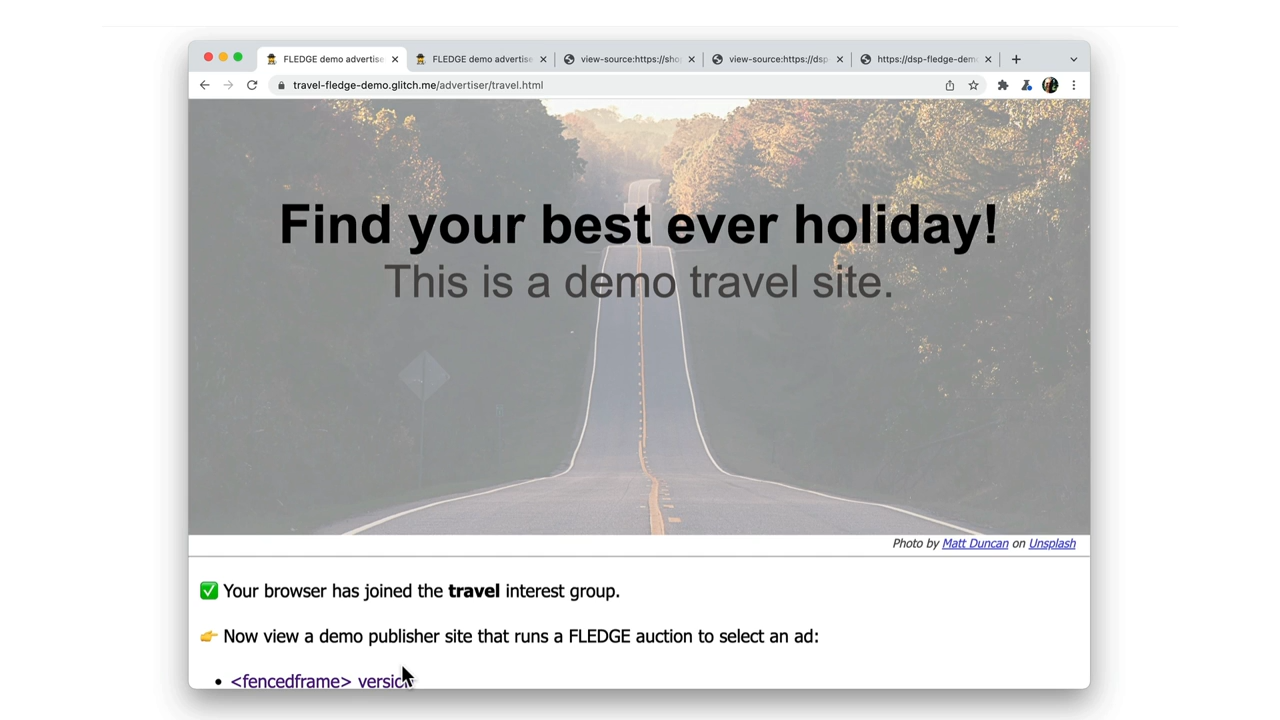 FLEDGE demo advertise
FLEDGE demo advertise
view-source:https://sho
view-source:https://dsp
https://dsp-fledge-dem
travel-fledge-demo.glitch.me/advertiser/travel.html
Find your best ever holiday!
This is a demo travel site.
Photo by Matt Duncan on Unsplash
✅ Your browser has joined the travel interest group.
👉 Now view a demo publisher site that runs a FLEDGE auction to select an ad:
• <fencedframe> version